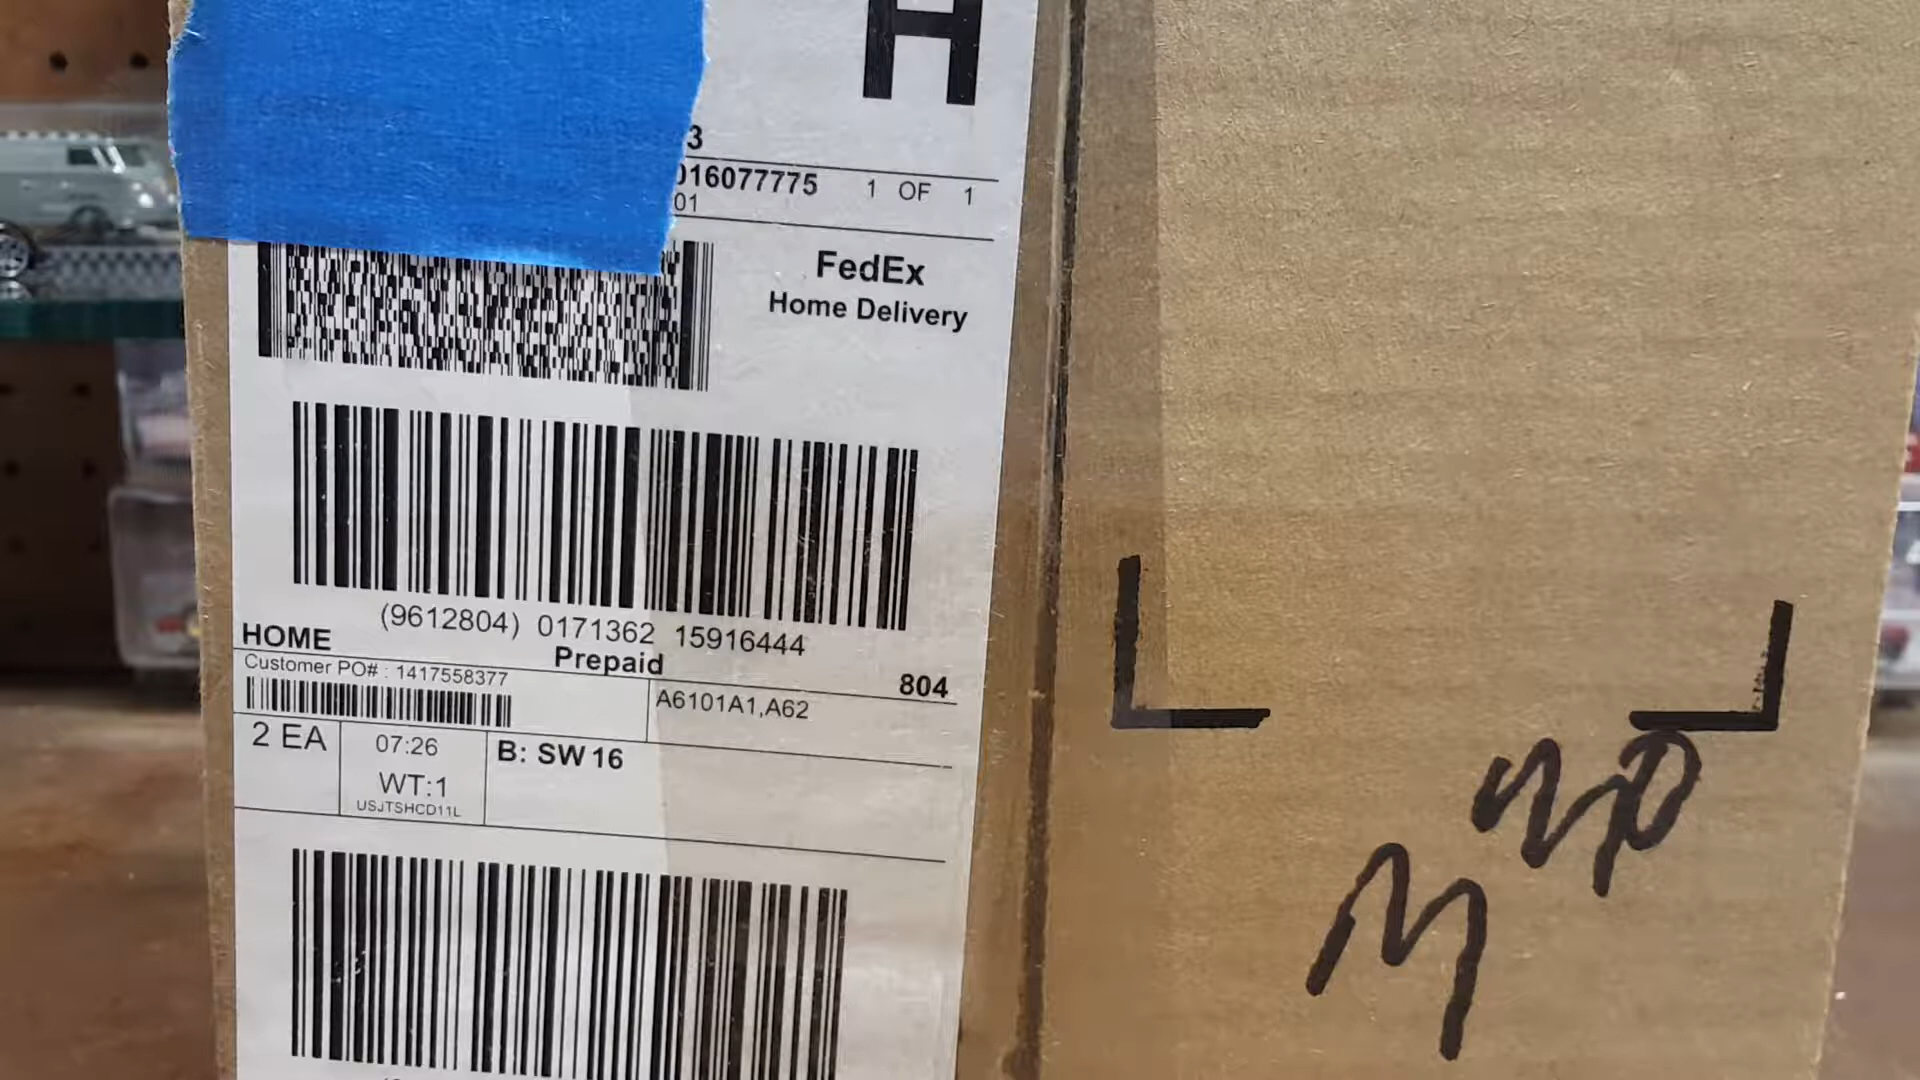 H
3
016077775 1 OF 1
01
FedEx
Home Delivery
(9612804) 0171362 15916444
HOME
Prepaid
Customer PO# : 1417558377
804
A6101A1,A62
2 EA
07:26
WT:1
USJTSHCD11L
B: SW16